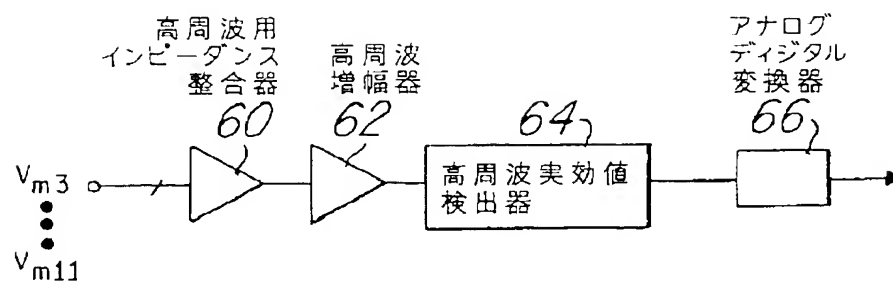 高周波用
インピーダンス
整合器
60
高周波
増幅器
62
64
高周波実効値
検出器
アナログ
ディジタル
変換器
66
Vm3
Vm11